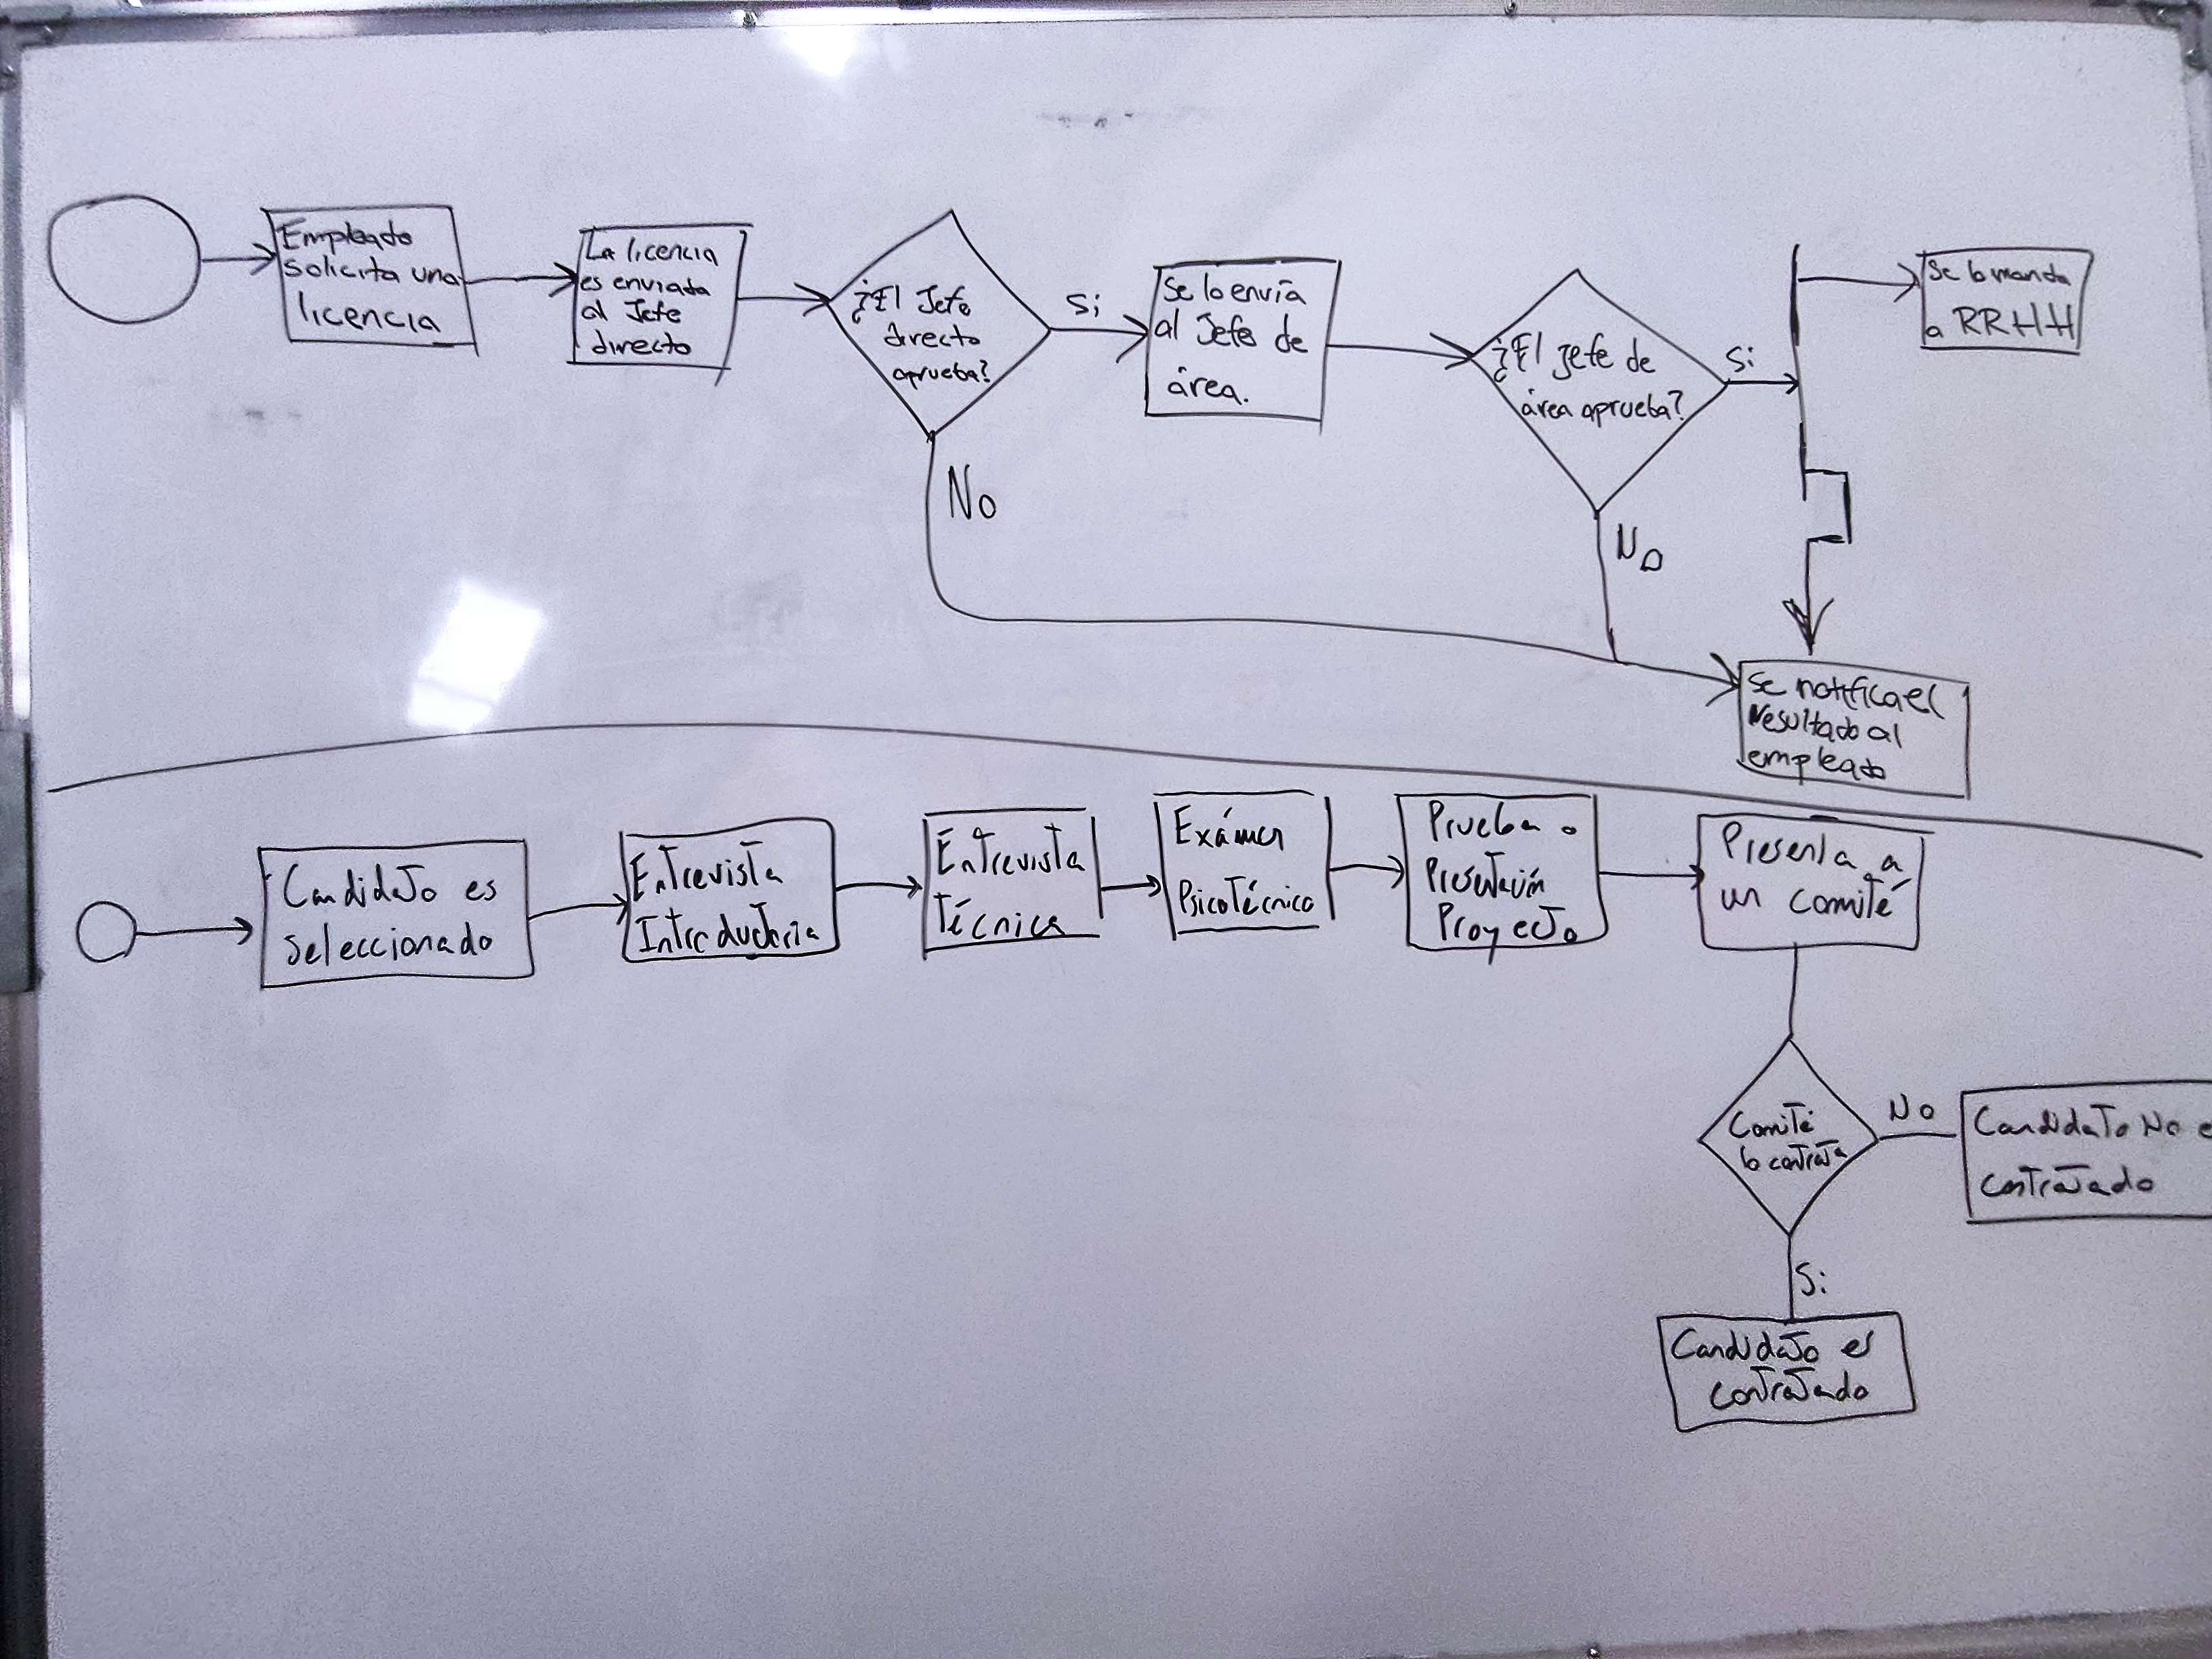 Empleado
solicita una
licencia
La licencia
es enviada
al Jefe
directo
¿El Jefe
directo
aprueba?
Si
No
Se lo envía
al Jefe de
área.
¿El jefe de
área aprueba?
Si
No
Se lo manda
a RRHH
Se notifica el
resultado al
empleado
Candidato es
Seleccionado
Entrevista
Introductoria
Entrevista
Técnica
Exámen
Psicotécnico
Prueba o
Presentación
Proyecto
Presenta a
un comité
Comité
lo contrata
No
Candidato No e
contratado
Si
Candidato es
contratado